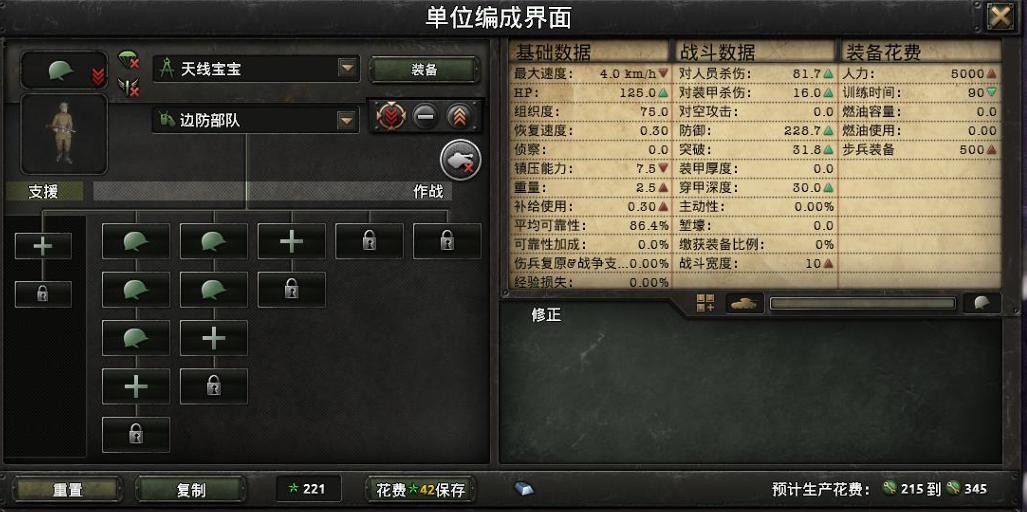 单位编成界面
天线宝宝
装备
边防部队
支援
作战
基础数据
最大速度: 4.0 km/h
HP: 125.0
组织度: 75.0
恢复速度: 0.30
侦察: 0.0
镇压能力: 7.5
重量: 2.5
补给使用: 0.30
平均可靠性: 86.4%
可靠性加成: 0.0%
伤兵复原@战争支...0.00%
经验损失: 0.00%
战斗数据
对人员杀伤: 81.7
对装甲杀伤: 16.0
对空攻击: 0.0
防御: 228.7
突破: 31.8
装甲厚度: 0.0
穿甲深度: 30.0
主动性: 0.00%
堑壕: 0.0
缴获装备比例: 0%
战斗宽度: 10
装备花费
人力: 5000
训练时间: 90
燃油容量: 0.0
燃油使用: 0.00
步兵装备 500
修正
重置
复制
221
花费42保存
预计生产花费: 215 到 345